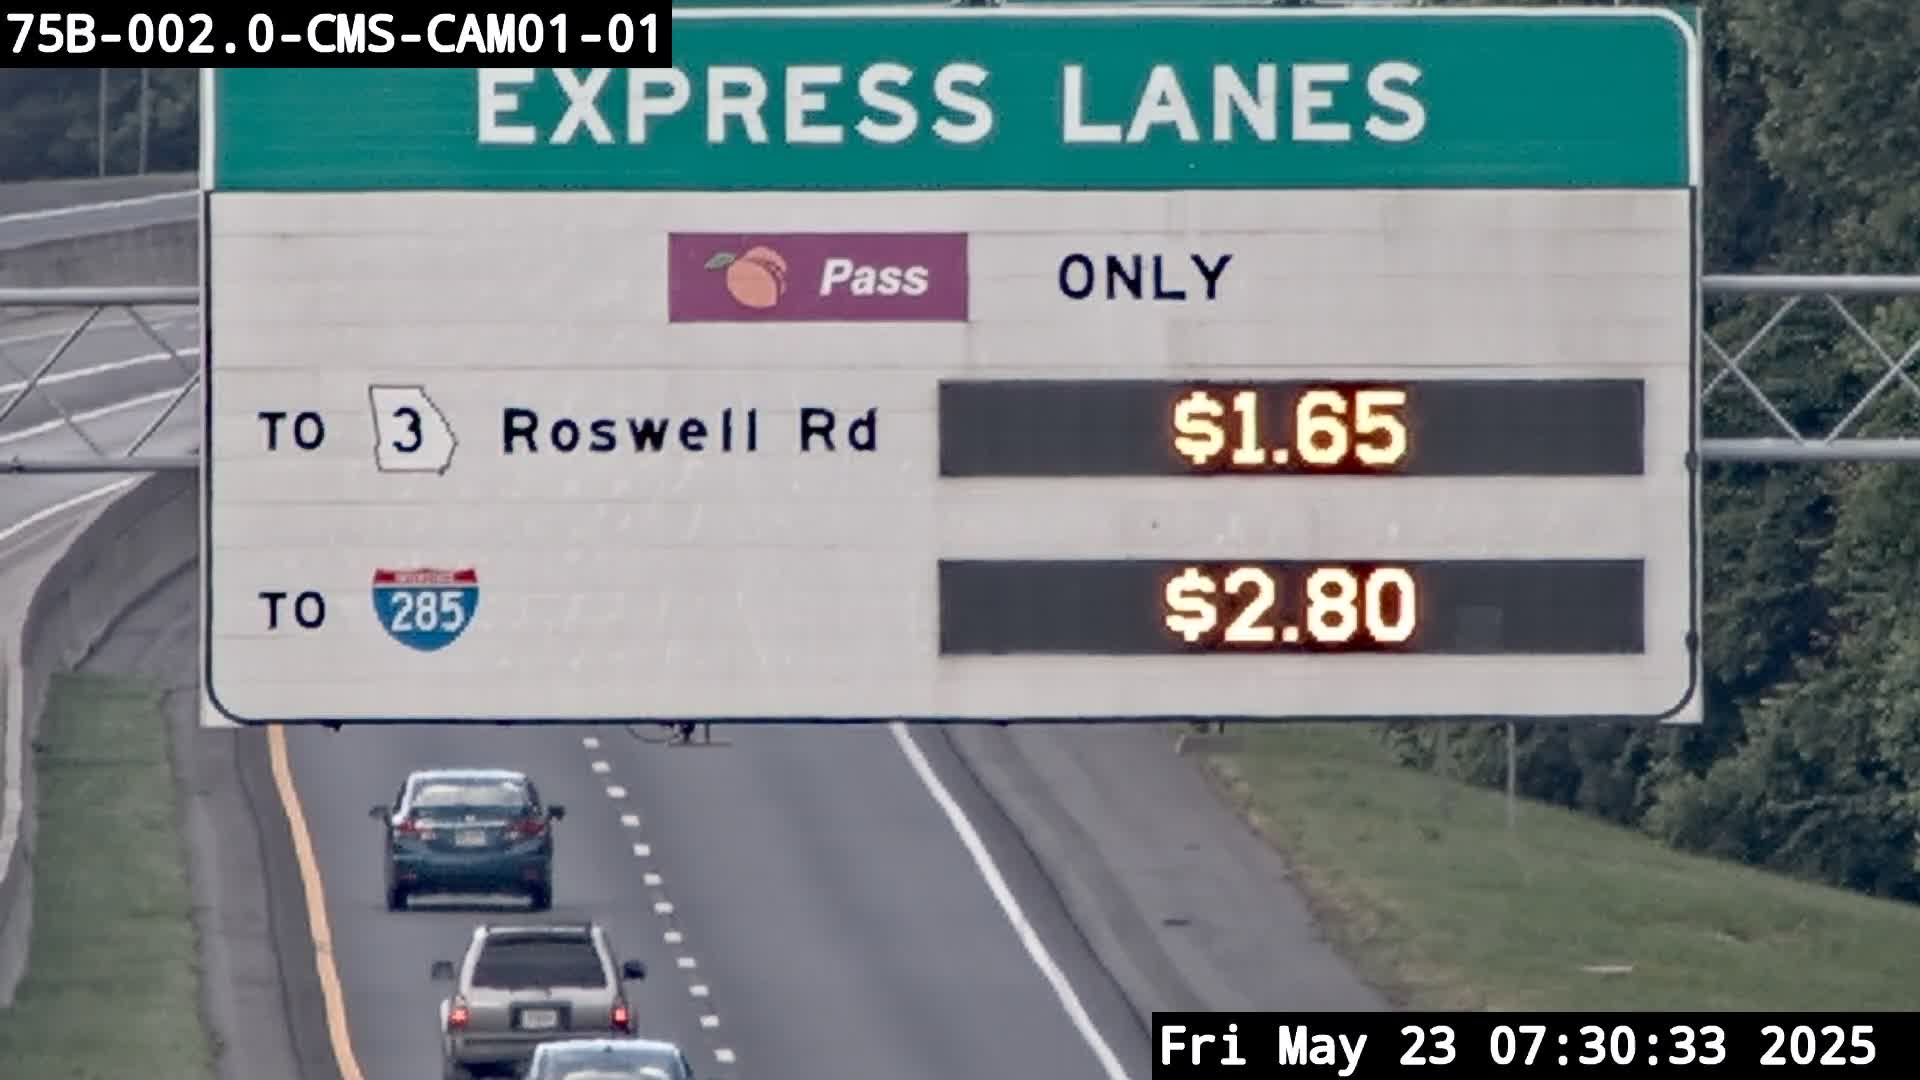 75B-002.0-CMS-CAM01-01
EXPRESS LANES
Pass ONLY
TO 3 Roswell Rd $1.65
TO 285 $2.80
Fri May 23 07:30:33 2025